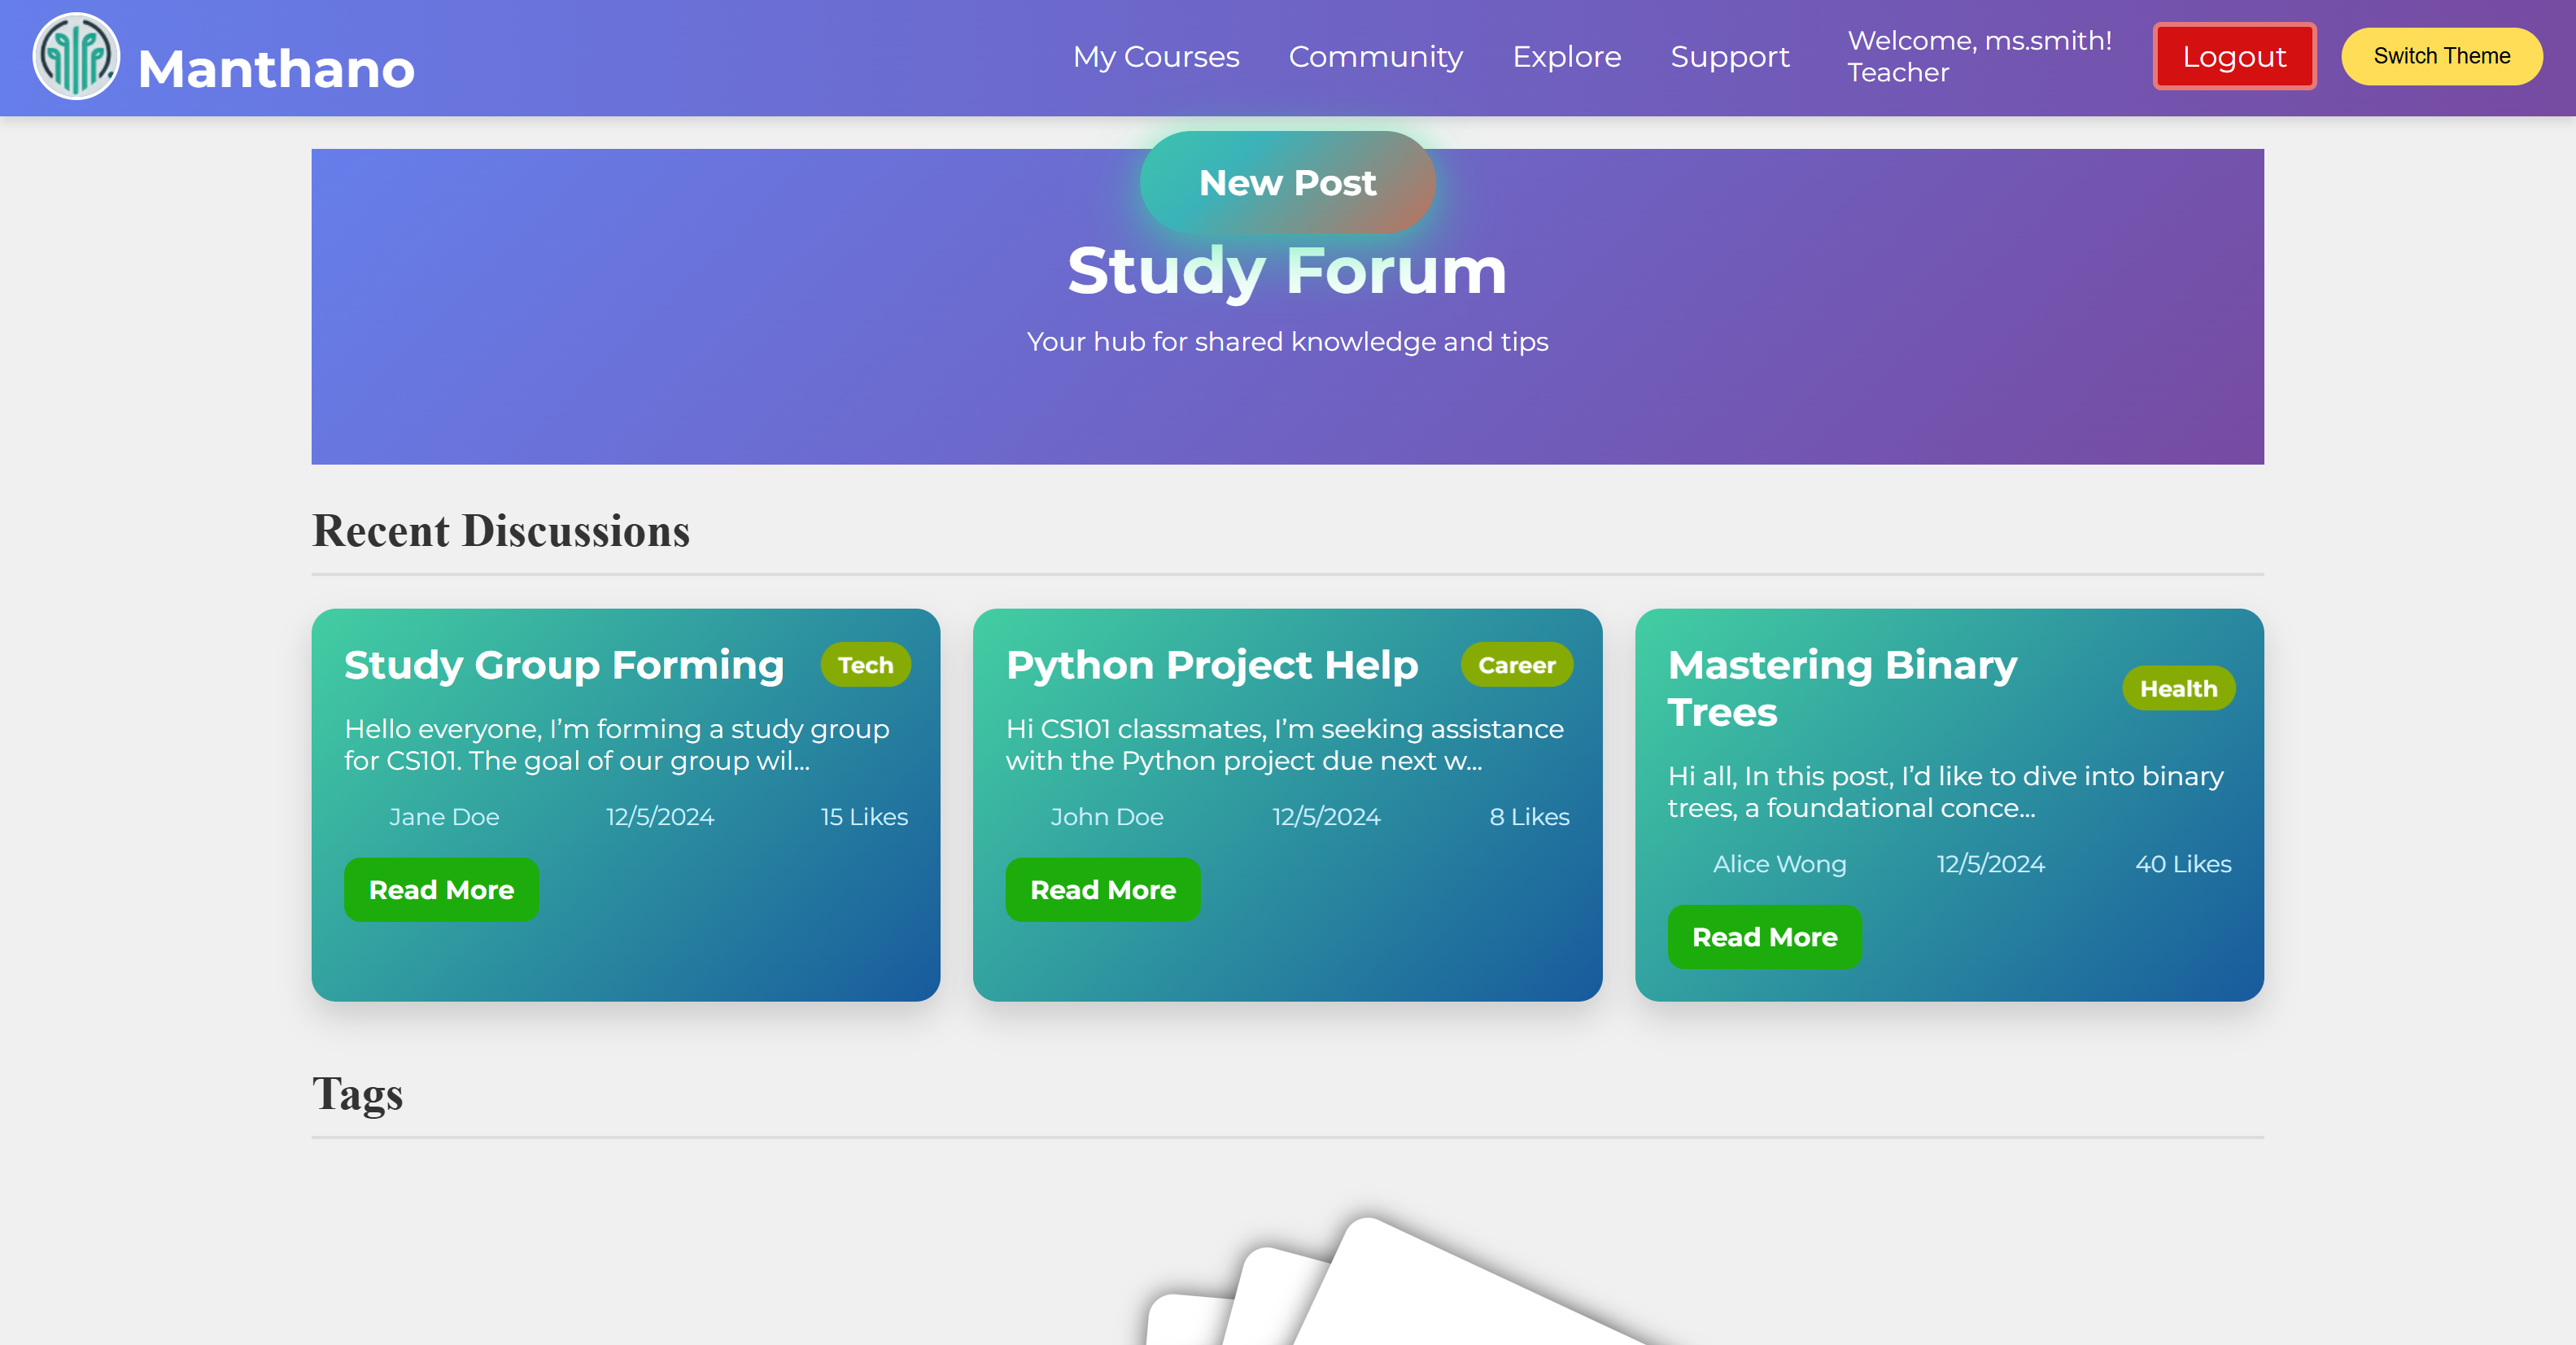 Manthano
My Courses
Community
Explore
Support
Welcome, ms.smith!
Teacher
Logout
Switch Theme
New Post
Study Forum
Your hub for shared knowledge and tips
Recent Discussions
Study Group Forming
Tech
Hello everyone, I’m forming a study group
for CS101. The goal of our group wil...
Jane Doe
12/5/2024
15 Likes
Read More
Python Project Help
Career
Hi CS101 classmates, I’m seeking assistance
with the Python project due next w...
John Doe
12/5/2024
8 Likes
Read More
Mastering Binary
Trees
Health
Hi all, In this post, I’d like to dive into binary
trees, a foundational conce...
Alice Wong
12/5/2024
40 Likes
Read More
Tags